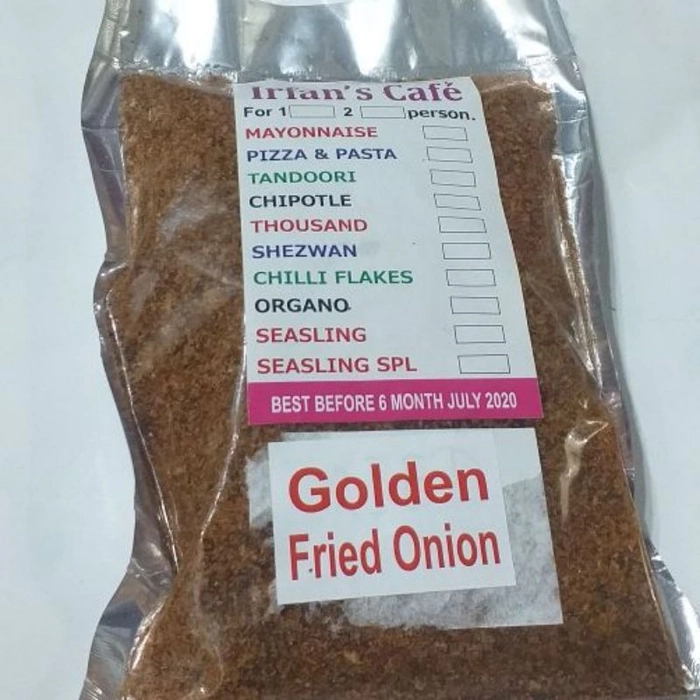 Irfan's Café
For 1 2 person.
MAYONNAISE
PIZZA & PASTA
TANDOORI
CHIPOTLE
THOUSAND
SHEZWAN
CHILLI FLAKES
ORGANO
SEASLING
SEASLING SPL
BEST BEFORE 6 MONTH JULY 2020
Golden
Fried Onion